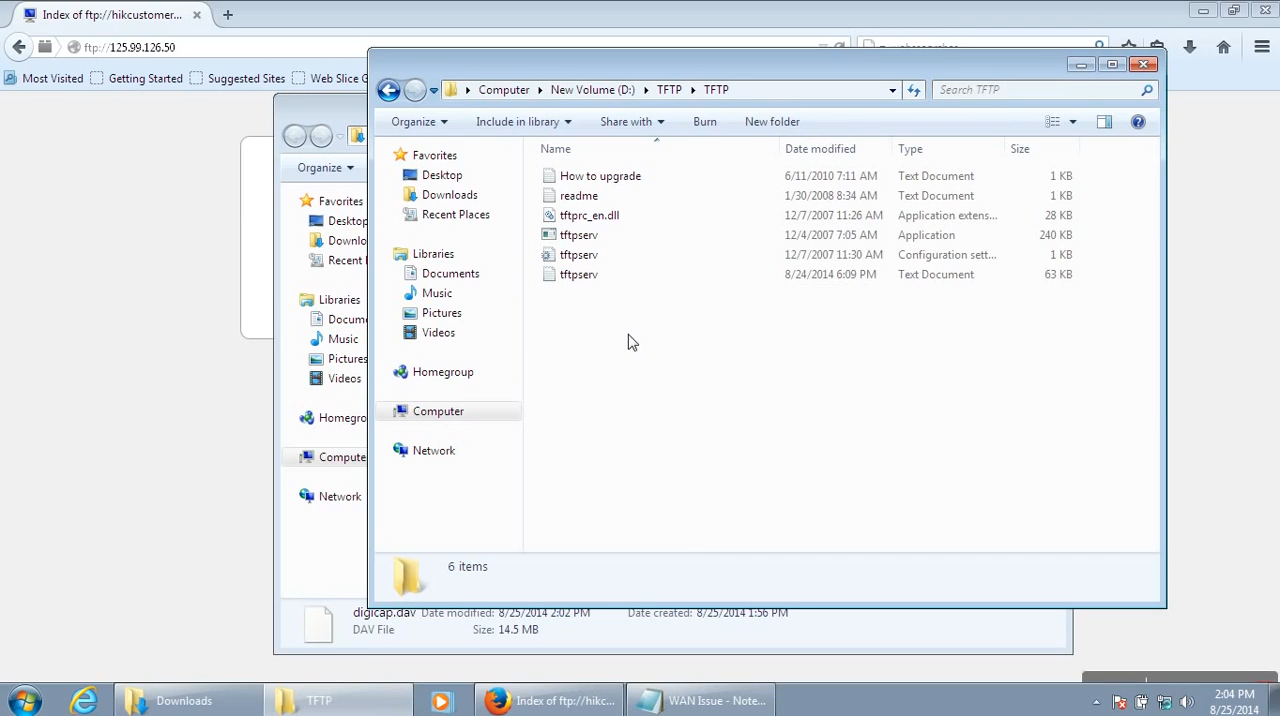 Index of ftp://hikcustomer...
ftp://125.99.126.50
Most Visited
Getting Started
Suggested Sites
Web Slice G
Computer
New Volume (D:)
TFTP
TFTP
Search TFTP
Organize
Include in library
Share with
Burn
New folder
Organize
Favorites
Desktop
Downlo
Recent
Libraries
Docume
Music
Pictures
Videos
Homegro
Compute
Network
Favorites
Desktop
Downloads
Recent Places
Libraries
Documents
Music
Pictures
Videos
Homegroup
Computer
Network
Name Date modified Type Size
How to upgrade 6/11/2010 7:11 AM Text Document 1 KB
readme 1/30/2008 8:34 AM Text Document 1 KB
tftprc_en.dll 12/7/2007 11:26 AM Application extens... 28 KB
tftpserv 12/4/2007 7:05 AM Application 240 KB
tftpserv 12/7/2007 11:30 AM Configuration sett... 1 KB
tftpserv 8/24/2014 6:09 PM Text Document 63 KB
6 items
digicap.dav Date modified: 8/25/2014 2:02 PM Date created: 8/25/2014 1:56 PM
DAV File Size: 14.5 MB
Downloads
TFTP
Index of ftp://hikc...
WAN Issue - Note...
2:04 PM
8/25/2014